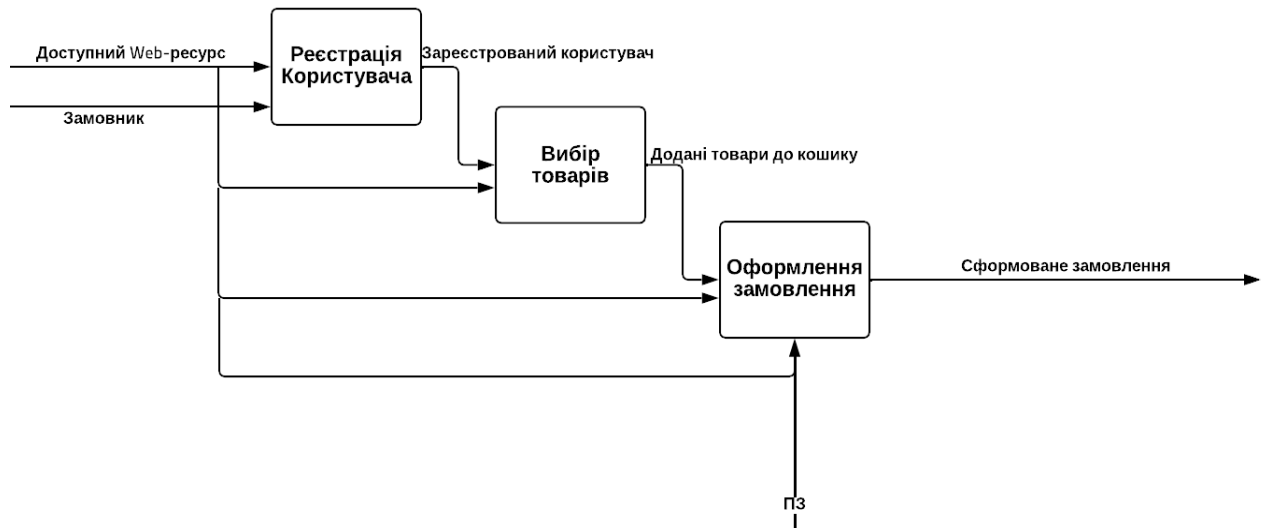 Доступний Web-ресурс
Замовник
Реєстрація
Користувача
Зареєстрований користувач
Вибір
товарів
Додані товари до кошику
Оформлення
замовлення
Сформоване замовлення
ПЗ